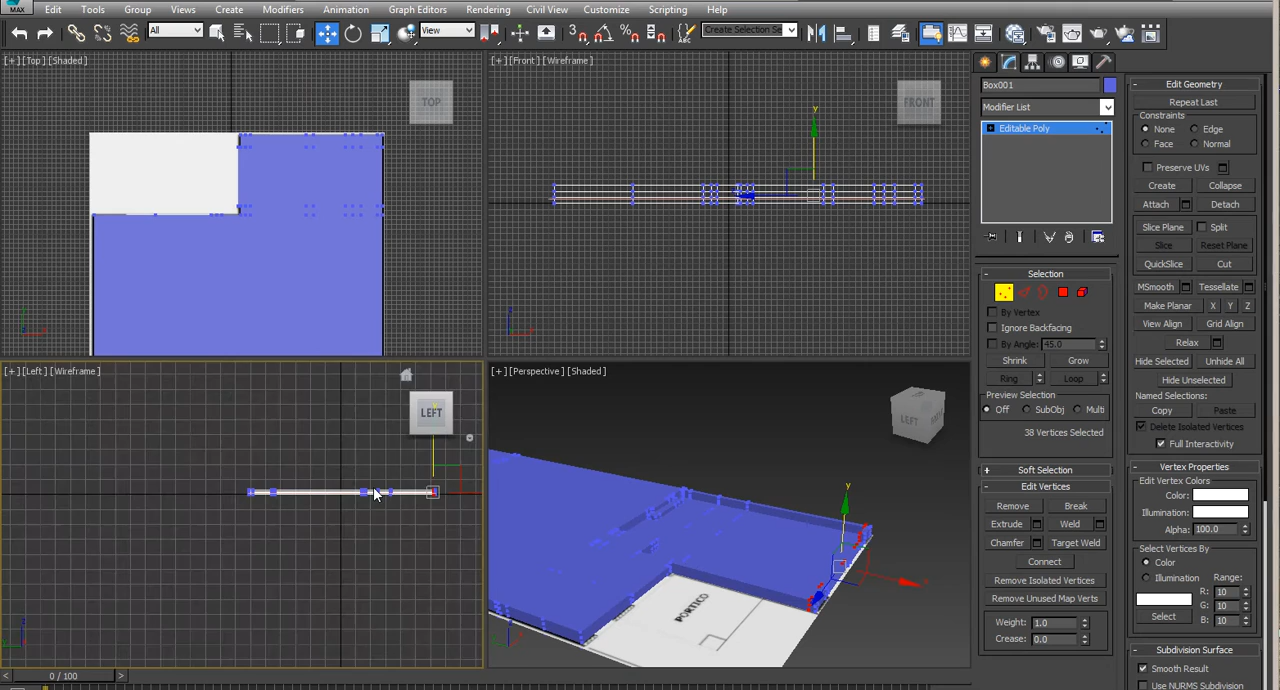 MAX Edit Tools Group Views Create Modifiers Animation Graph Editors Rendering Civil View Customize Scripting Help
All View Create Selection Se
[+] [Top] [Shaded]
TOP
[+] [Front] [Wireframe]
FRONT
y
[+] [Left] [Wireframe]
LEFT
[+] [Perspective] [Shaded]
LEFT
y
PORTICO
Box001
Modifier List
Editable Poly
- Selection
By Vertex
Ignore Backfacing
By Angle: 45.0
Shrink Grow
Ring Loop
Preview Selection
Off SubObj Multi
38 Vertices Selected
+ Soft Selection
- Edit Vertices
Remove Break
Extrude Weld
Chamfer Target Weld
Connect
Remove Isolated Vertices
Remove Unused Map Verts
Weight: 1.0
Crease: 0.0
- Edit Geometry
Repeat Last
Constraints
None Edge
Face Normal
Preserve UVs
Create Collapse
Attach Detach
Slice Plane Split
Slice Reset Plane
QuickSlice Cut
MSmooth Tessellate
Make Planar X Y Z
View Align Grid Align
Relax
Hide Selected Unhide All
Hide Unselected
Named Selections:
Copy Paste
Delete Isolated Vertices
Full Interactivity
- Vertex Properties
Edit Vertex Colors
Color:
Illumination:
Alpha: 100.0
Select Vertices By
Color
Illumination Range:
R: 10
G: 10
Select B: 10
- Subdivision Surface
Smooth Result
Use NURMS Subdivision
< 0 / 100 >